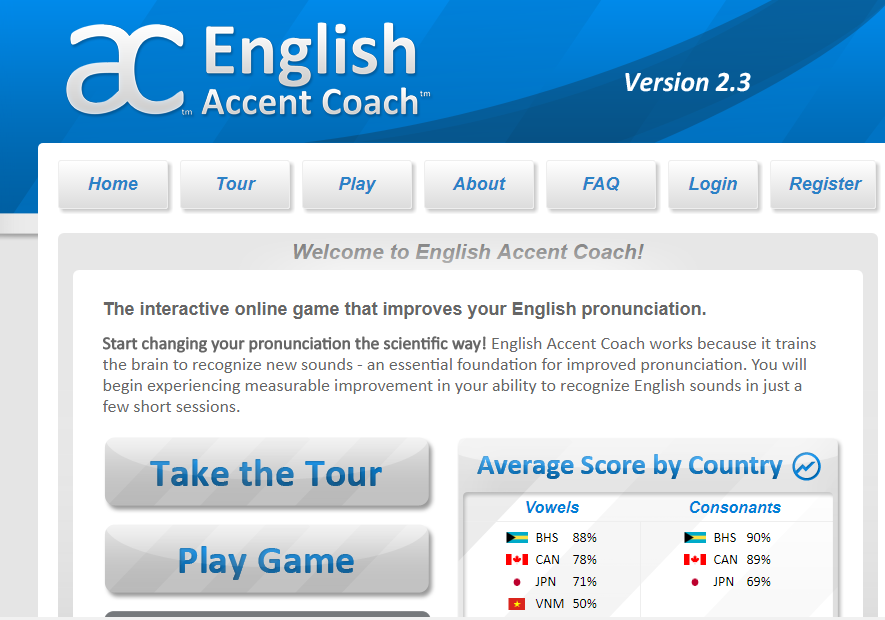 ac™ English
Accent Coach™
Version 2.3
Home Tour Play About FAQ Login Register
Welcome to English Accent Coach!
The interactive online game that improves your English pronunciation.
Start changing your pronunciation the scientific way! English Accent Coach works because it trains
the brain to recognize new sounds - an essential foundation for improved pronunciation. You will
begin experiencing measurable improvement in your ability to recognize English sounds in just a
few short sessions.
Take the Tour
Play Game
Average Score by Country
Vowels Consonants
BHS 88% BHS 90%
CAN 78% CAN 89%
JPN 71% JPN 69%
VNM 50%